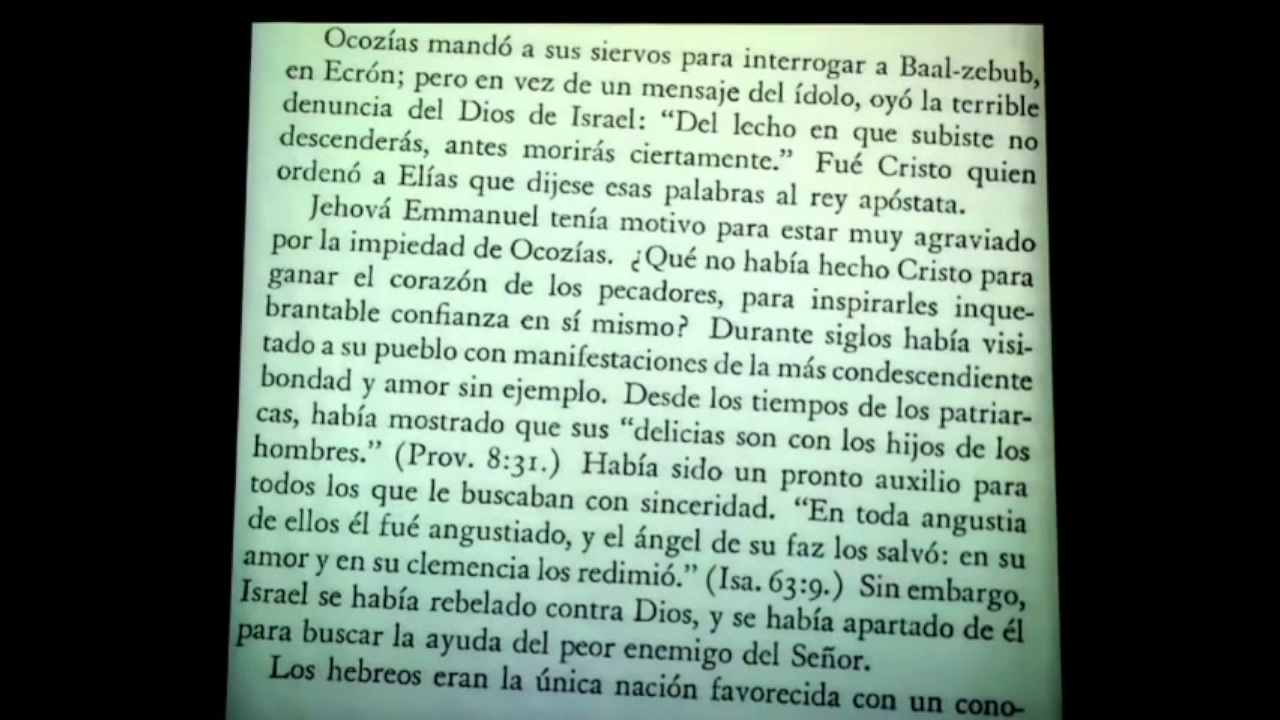 Ocozías mandó a sus siervos para interrogar a Baal-zebub,
en Ecrón; pero en vez de un mensaje del ídolo, oyó la terrible
denuncia del Dios de Israel: “Del lecho en que subiste no
descenderás, antes morirás ciertamente.” Fué Cristo quien
ordenó a Elías que dijese esas palabras al rey apóstata.
Jehová Emmanuel tenía motivo para estar muy agraviado
por la impiedad de Ocozías. ¿Qué no había hecho Cristo para
ganar el corazón de los pecadores, para inspirarles inque-
brantable confianza en sí mismo? Durante siglos había visi-
tado a su pueblo con manifestaciones de la más condescendiente
bondad y amor sin ejemplo. Desde los tiempos de los patriar-
cas, había mostrado que sus “delicias son con los hijos de los
hombres.” (Prov. 8:31.) Había sido un pronto auxilio para
todos los que le buscaban con sinceridad. “En toda angustia
de ellos él fué angustiado, y el ángel de su faz los salvó: en su
amor y en su clemencia los redimió.” (Isa. 63:9.) Sin embargo,
Israel se había rebelado contra Dios, y se había apartado de él
para buscar la ayuda del peor enemigo del Señor.
Los hebreos eran la única nación favorecida con un cono-